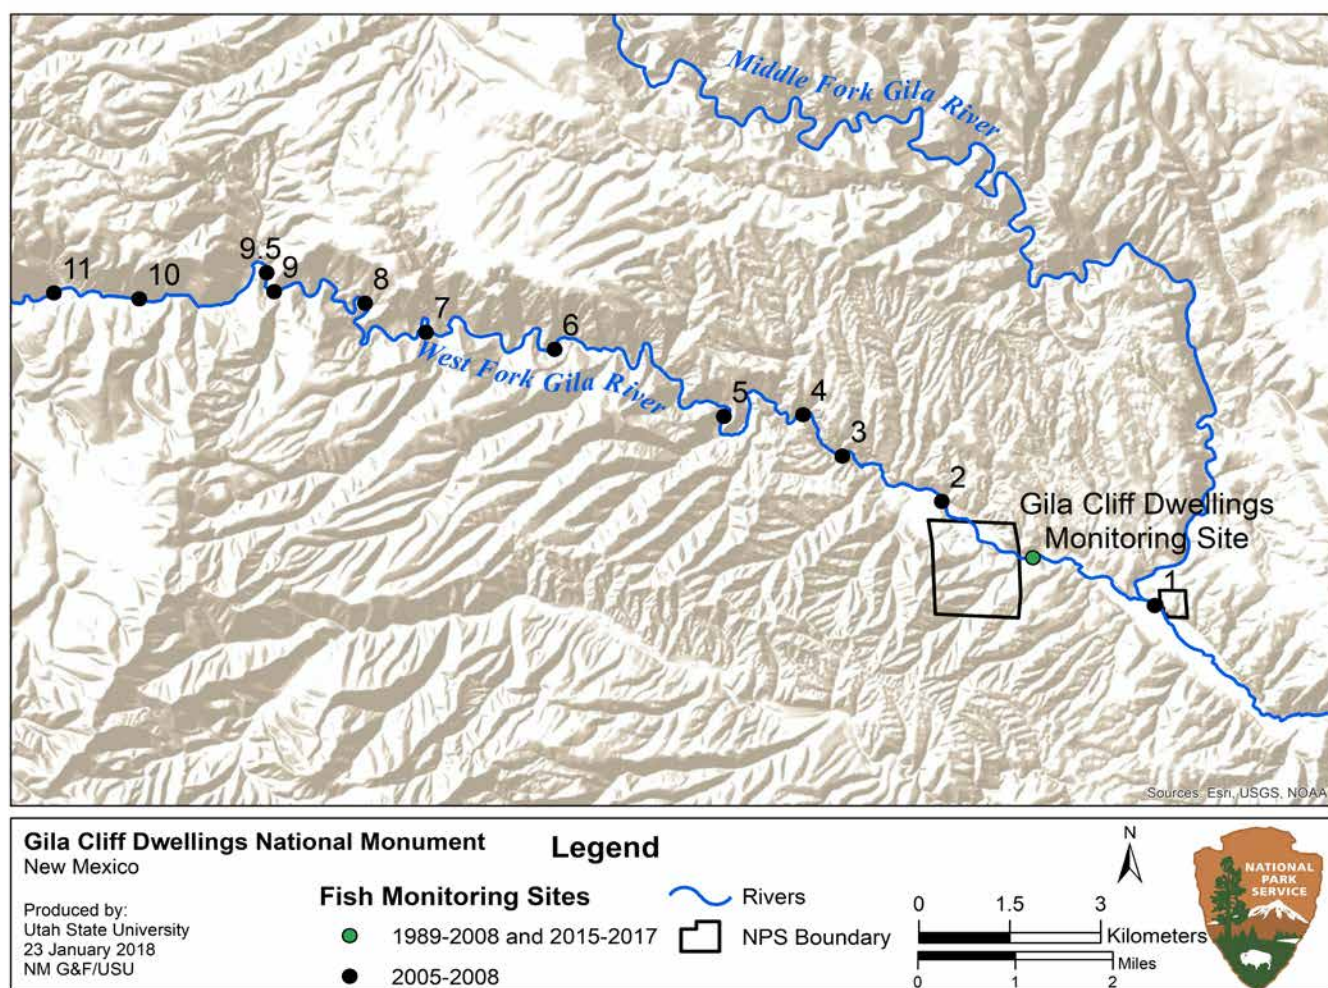 Middle Fork Gila River
9.5
11
10
9
8
7
6
West Fork Gila River
5
4
3
2
Gila Cliff Dwellings
Monitoring Site
1
Sources: Esri, USGS, NOAA
Gila Cliff Dwellings National Monument
New Mexico
Produced by:
Utah State University
23 January 2018
NM G&F/USU
Legend
Fish Monitoring Sites
1989-2008 and 2015-2017
2005-2008
Rivers
NPS Boundary
N
0 1.5 3
Kilometers
Miles
0 1 2
NATIONAL
PARK
SERVICE